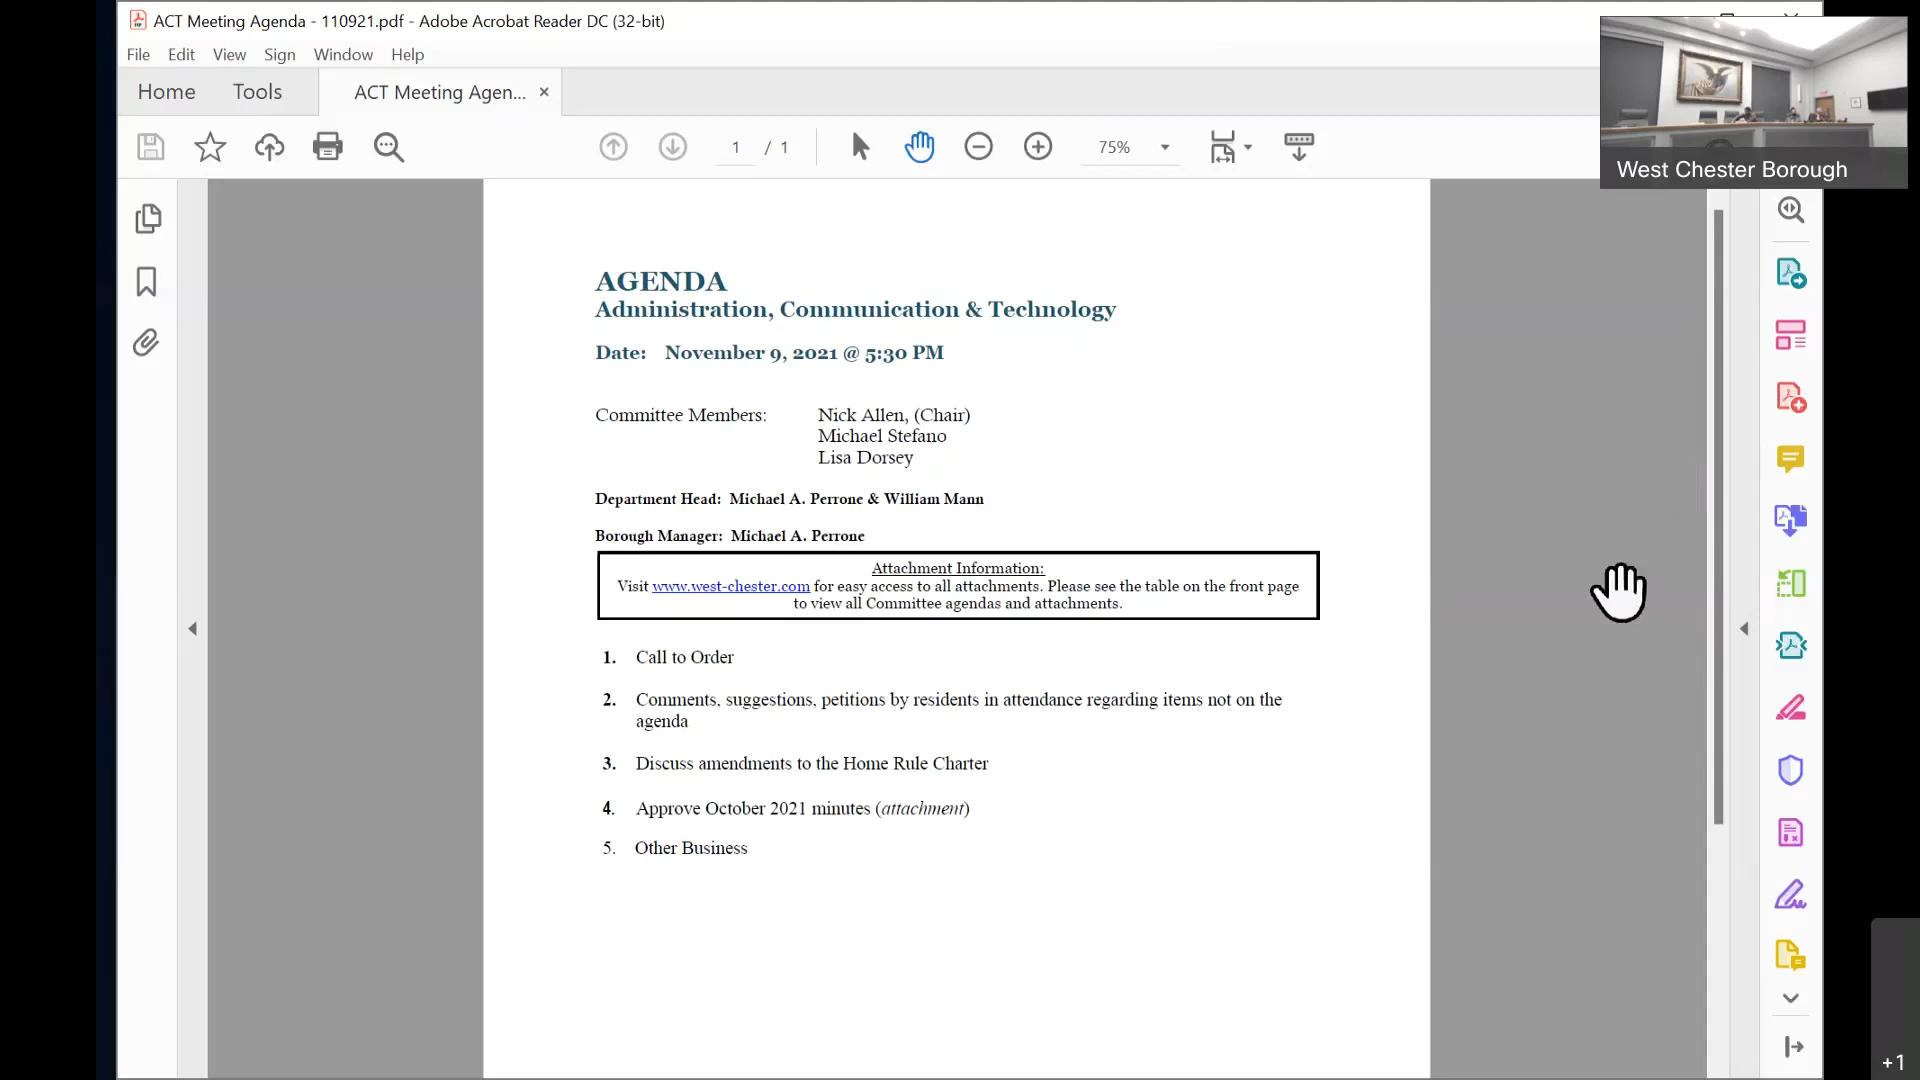 ACT Meeting Agenda - 110921.pdf - Adobe Acrobat Reader DC (32-bit)
File Edit View Sign Window Help
Home Tools ACT Meeting Agen... ×
1 / 1 75%
West Chester Borough
AGENDA
Administration, Communication & Technology
Date: November 9, 2021 @ 5:30 PM
Committee Members: Nick Allen, (Chair)
Michael Stefano
Lisa Dorsey
Department Head: Michael A. Perrone & William Mann
Borough Manager: Michael A. Perrone
Attachment Information:
Visit www.west-chester.com for easy access to all attachments. Please see the table on the front page
to view all Committee agendas and attachments.
1. Call to Order
2. Comments, suggestions, petitions by residents in attendance regarding items not on the
agenda
3. Discuss amendments to the Home Rule Charter
4. Approve October 2021 minutes (attachment)
5. Other Business
+1